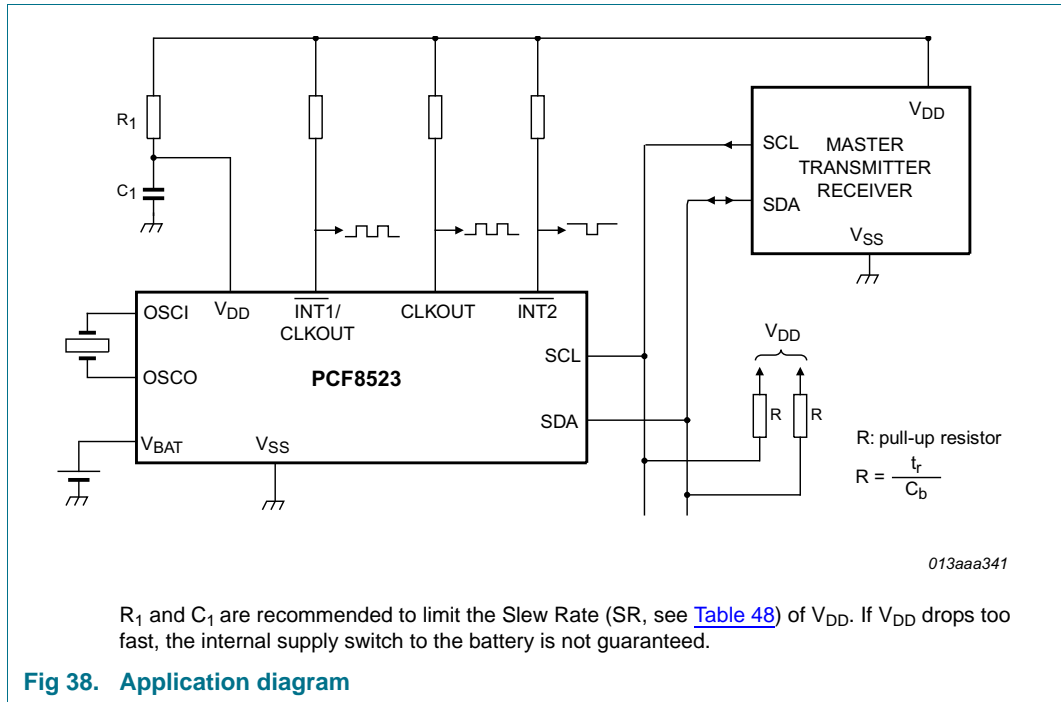 R1
C1
VDD
SCL
MASTER
TRANSMITTER
RECEIVER
SDA
VSS
OSCI
VDD
INT1/
CLKOUT
CLKOUT
INT2
SCL
OSCO
PCF8523
SDA
VBAT
VSS
VDD
R
R
R: pull-up resistor
R = tr / Cb
013aaa341
R1 and C1 are recommended to limit the Slew Rate (SR, see Table 48) of VDD. If VDD drops too
fast, the internal supply switch to the battery is not guaranteed.
Fig 38. Application diagram